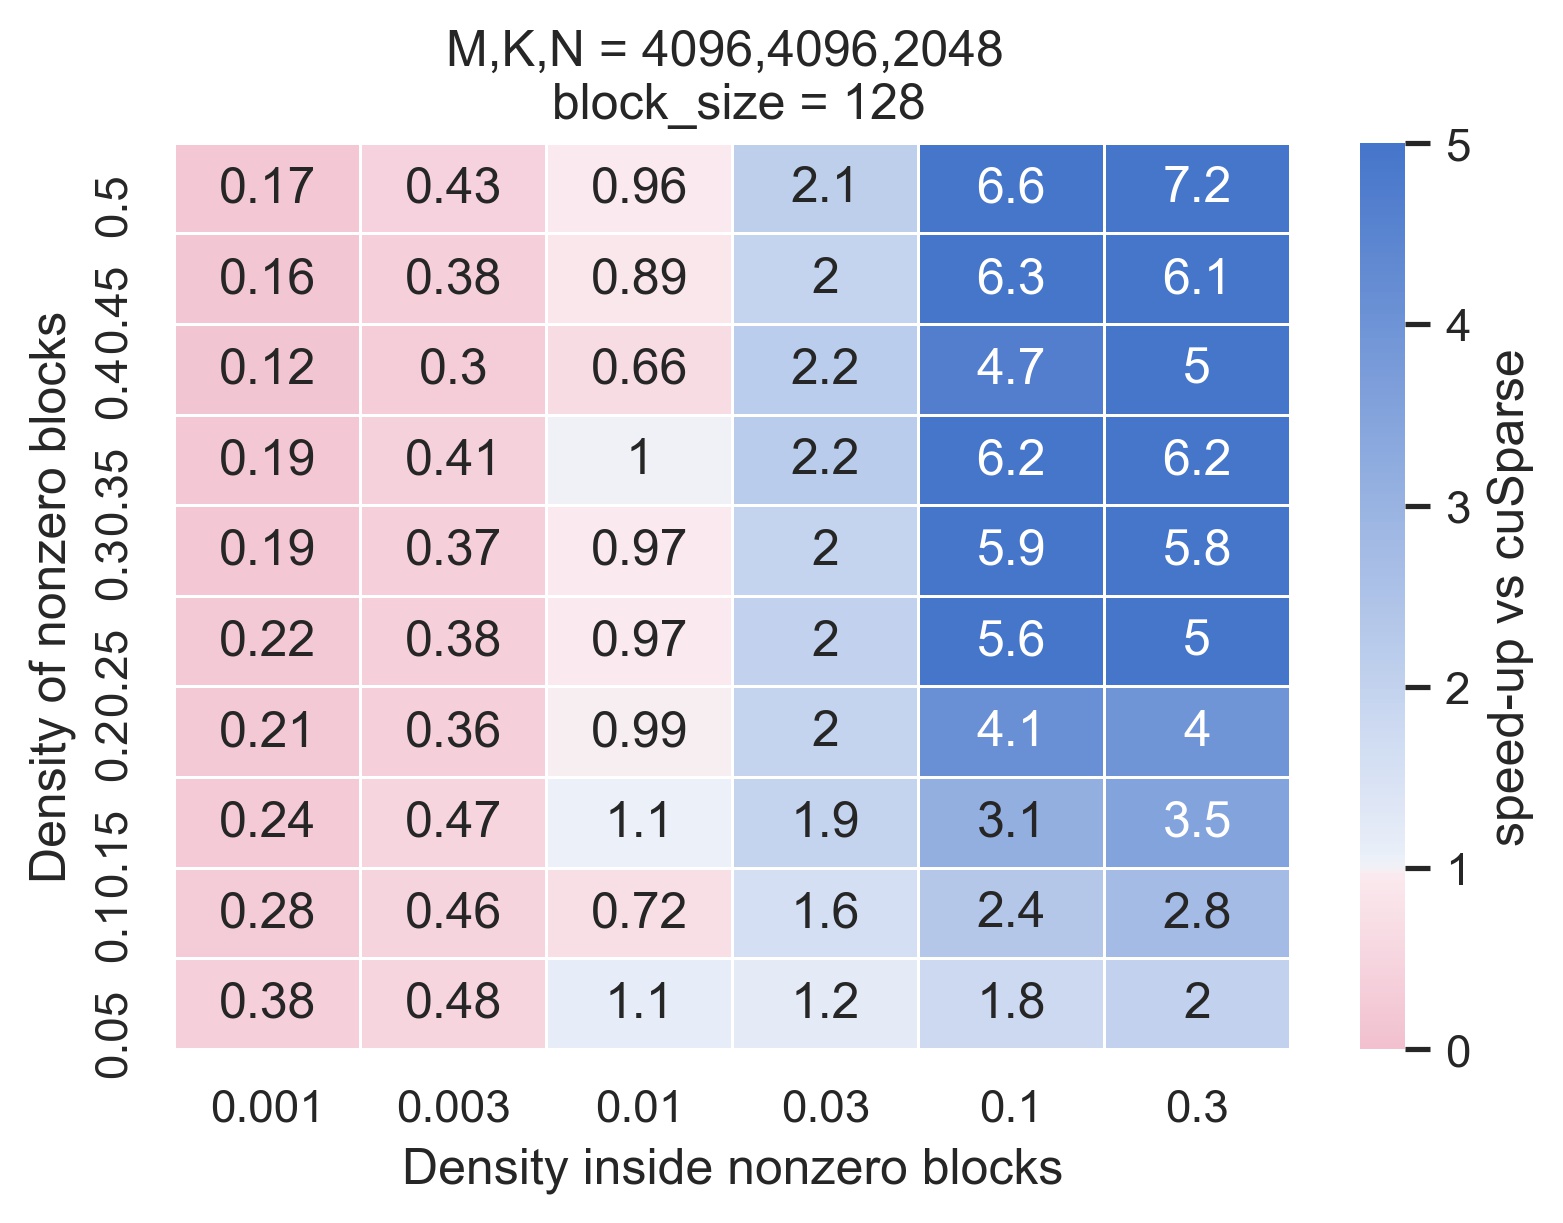 M,K,N = 4096,4096,2048
block_size = 128
Density of nonzero blocks
0.5 0.17 0.43 0.96 2.1 6.6 7.2
0.45 0.16 0.38 0.89 2 6.3 6.1
0.4 0.12 0.3 0.66 2.2 4.7 5
0.35 0.19 0.41 1 2.2 6.2 6.2
0.3 0.19 0.37 0.97 2 5.9 5.8
0.25 0.22 0.38 0.97 2 5.6 5
0.2 0.21 0.36 0.99 2 4.1 4
0.15 0.24 0.47 1.1 1.9 3.1 3.5
0.1 0.28 0.46 0.72 1.6 2.4 2.8
0.05 0.38 0.48 1.1 1.2 1.8 2
0.001 0.003 0.01 0.03 0.1 0.3
Density inside nonzero blocks
5
4
3
2
1
0
speed-up vs cuSparse